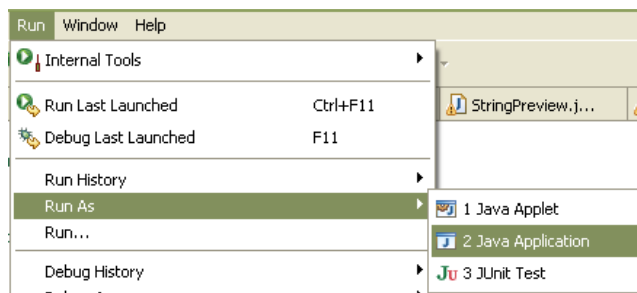 Run Window Help
Internal Tools
Run Last Launched Ctrl+F11
StringPreview.j...
Debug Last Launched F11
Run History
Run As
1 Java Applet
Run...
2 Java Application
Debug History
3 JUnit Test